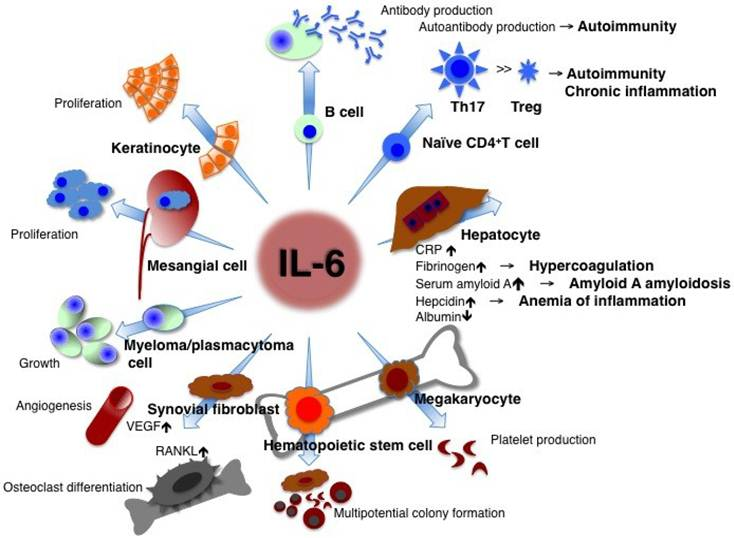 Antibody production
Autoantibody production → Autoimmunity
B cell
>>
Th17 Treg
→ Autoimmunity
Chronic inflammation
Naïve CD4+T cell
Proliferation
Keratinocyte
Proliferation
Mesangial cell
IL-6
Hepatocyte
CRP ↑
Fibrinogen↑ → Hypercoagulation
Serum amyloid A↑ → Amyloid A amyloidosis
Hepcidin↑ → Anemia of inflammation
Albumin↓
Growth
Myeloma/plasmacytoma
cell
Angiogenesis
VEGF↑
Synovial fibroblast
RANKL↑
Osteoclast differentiation
Hematopoietic stem cell
Multipotential colony formation
Megakaryocyte
Platelet production